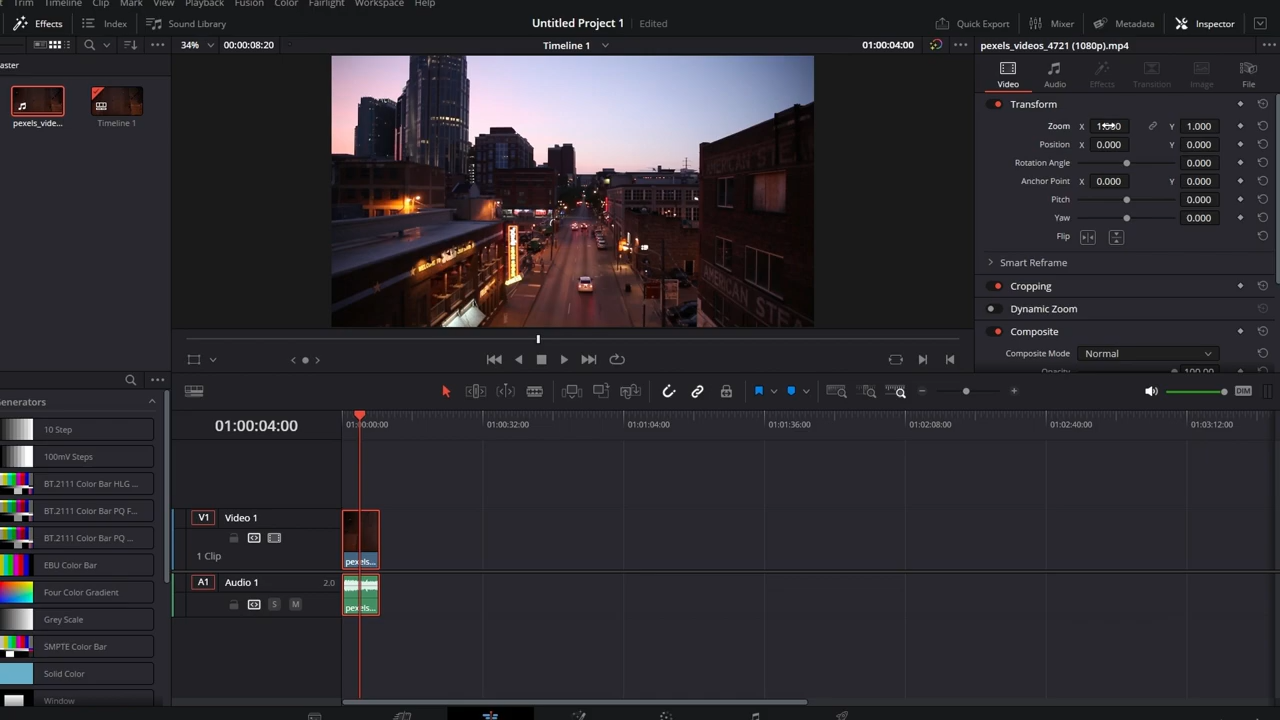 Trim Timeline Clip Mark View Playback Fusion Color Fairlight Workspace Help
Effects Index Sound Library Untitled Project 1 Edited Quick Export Mixer Metadata Inspector
34% 00:00:08:20 Timeline 1 01:00:04:00 pexels_videos_4721 (1080p).mp4
aster
pexels_vide... Timeline 1
Video Audio Effects Transition Image File
Transform
Zoom X Y 1.000
Position X 0.000 Y 0.000
Rotation Angle 0.000
Anchor Point X 0.000 Y 0.000
Pitch 0.000
Yaw 0.000
Flip
Smart Reframe
Cropping
Dynamic Zoom
Composite
Composite Mode Normal
Opacity 100.00
AMERICAN STEA
Generators
10 Step
100mV Steps
BT.2111 Color Bar HLG ...
BT.2111 Color Bar PQ F...
BT.2111 Color Bar PQ ...
EBU Color Bar
Four Color Gradient
Grey Scale
SMPTE Color Bar
Solid Color
Window
DIM
01:00:04:00 01:00:00:00 01:00:32:00 01:01:04:00 01:01:36:00 01:02:08:00 01:02:40:00 01:03:12:00
V1 Video 1
1 Clip
pexels...
A1 Audio 1 2.0
S M
pexels...